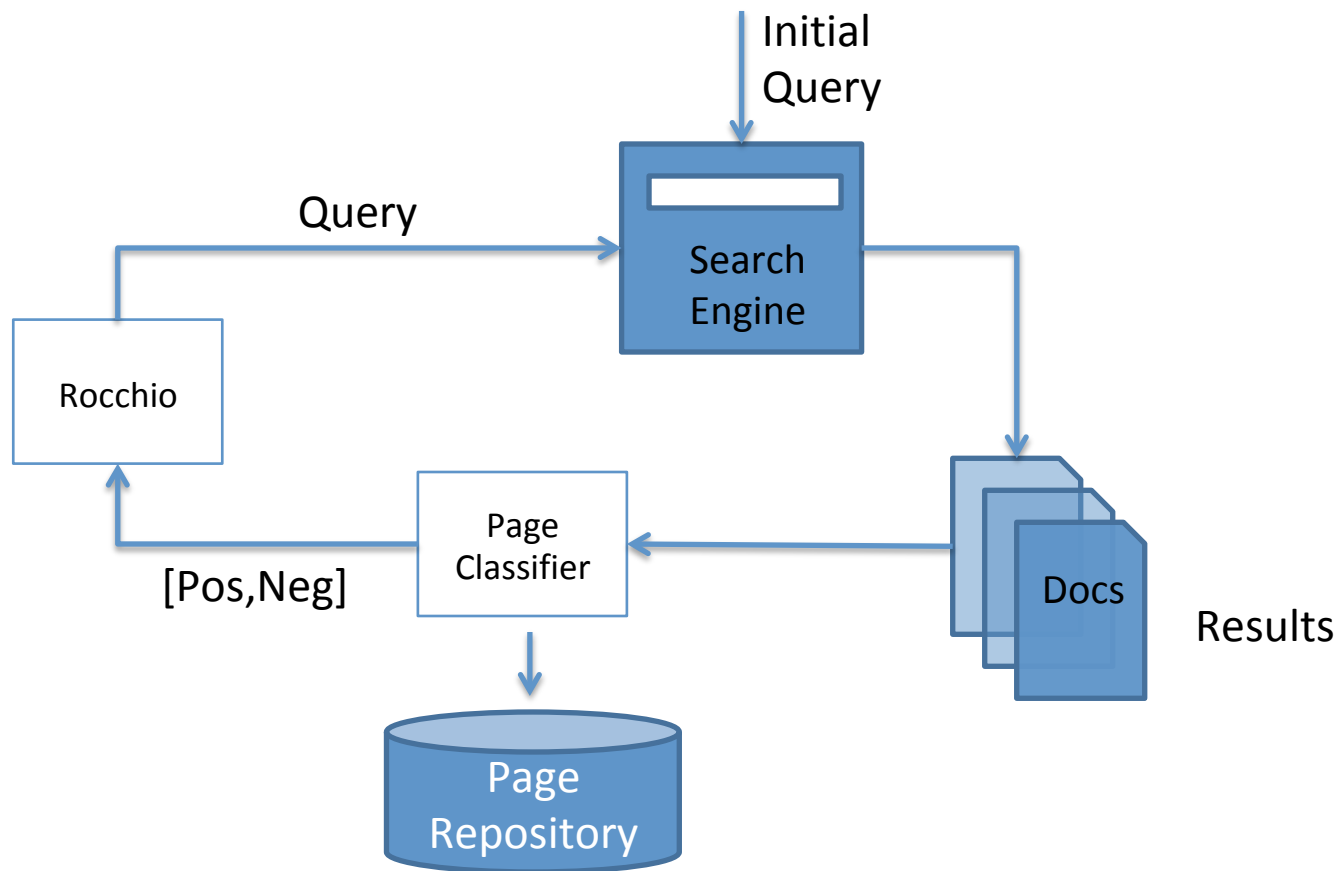 Initial
Query
Query
Search
Engine
Rocchio
Page
Classifier
[Pos,Neg]
Docs
Results
Page
Repository